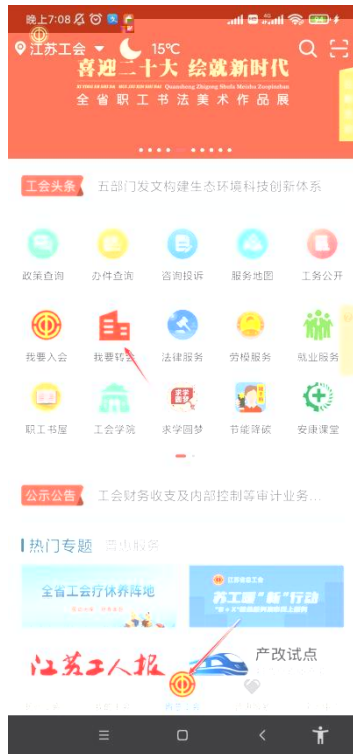 晚上7:08
江苏工会
15℃
喜迎二十大 绘就新时代
全省职工书法美术作品展
工会头条
五部门发文构建生态环境科技创新体系
政策查询 办件查询 咨询投诉 服务地图 工务公开
我要入会 我要转会 法律服务 劳模服务 就业服务
求学圆梦
职工书屋 工会学院 求学圆梦 节能降碳 安康课堂
公示公告
工会财务收支及内部控制等审计业务...
热门专题 普惠服务
全省工会疗休养阵地
江苏省总工会
苏工暖"新"行动
江苏工人报
产改试点